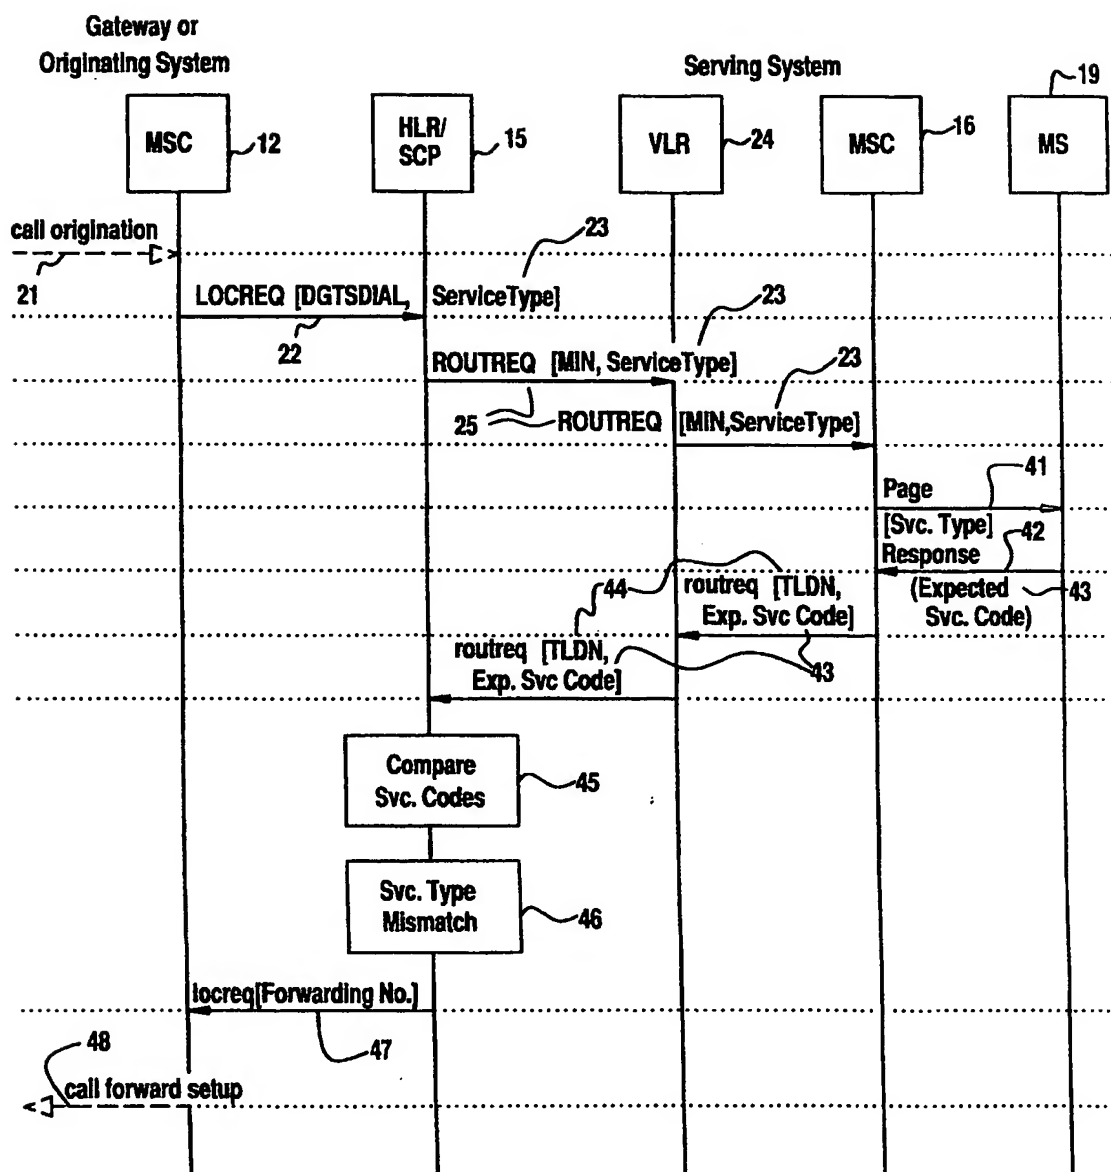 Gateway or
Originating System
Serving System
MSC
12
HLR/
SCP
15
VLR
24
MSC
16
MS
19
call origination
21
23
LOCREQ [DGTSDIAL, ServiceType]
22
23
ROUTREQ [MIN, ServiceType]
23
25
ROUTREQ [MIN,ServiceType]
41
Page
[Svc. Type]
42
Response
(Expected
Svc. Code)
43
44
routreq [TLDN,
Exp. Svc Code]
routreq [TLDN,
Exp. Svc Code]
43
Compare
Svc. Codes
45
Svc. Type
Mismatch
46
locreq[Forwarding No.]
47
48
call forward setup